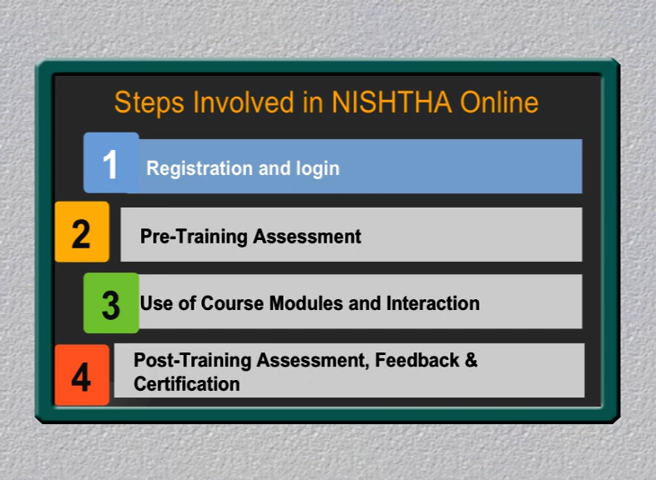 Steps Involved in NISHTHA Online
1 Registration and login
2 Pre-Training Assessment
3 Use of Course Modules and Interaction
4 Post-Training Assessment, Feedback &
Certification